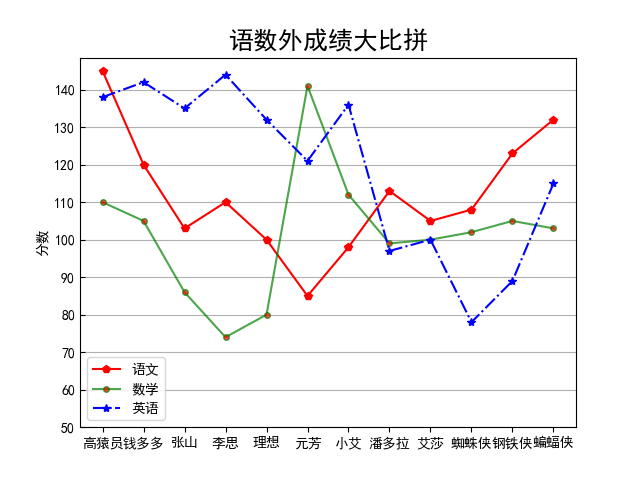 语数外成绩大比拼
分数
140
130
120
110
100
90
80
70
60
50
语文
数学
英语
高猿员 钱多多 张山 李思 理想 元芳 小艾 潘多拉 艾莎 蜘蛛侠 钢铁侠 蝙蝠侠